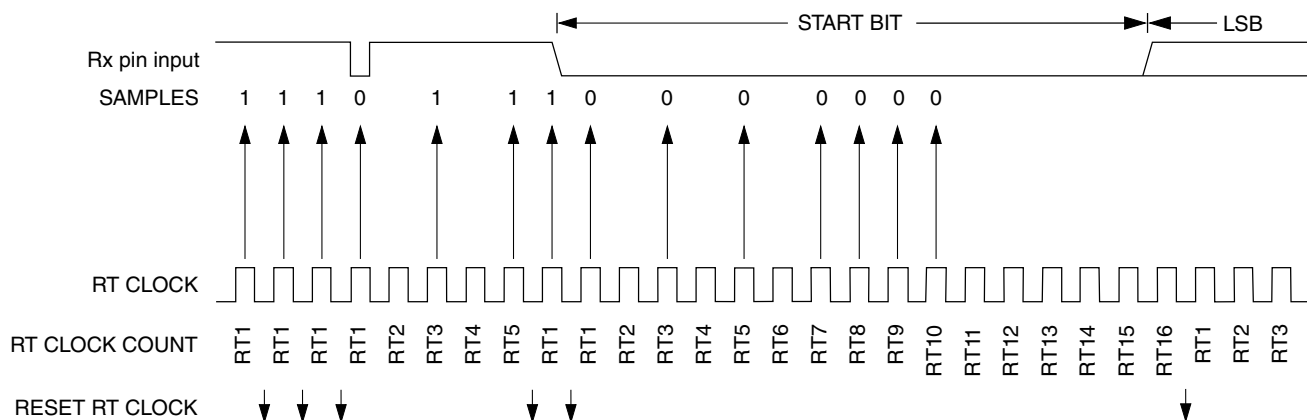 START BIT LSB
Rx pin input
SAMPLES 1 1 1 0 1 1 1 0 0 0 0 0 0 0
RT CLOCK
RT CLOCK COUNT RT1 RT1 RT1 RT1 RT2 RT3 RT4 RT5 RT1 RT1 RT2 RT3 RT4 RT5 RT6 RT7 RT8 RT9 RT10 RT11 RT12 RT13 RT14 RT15 RT16 RT1 RT2 RT3
RESET RT CLOCK